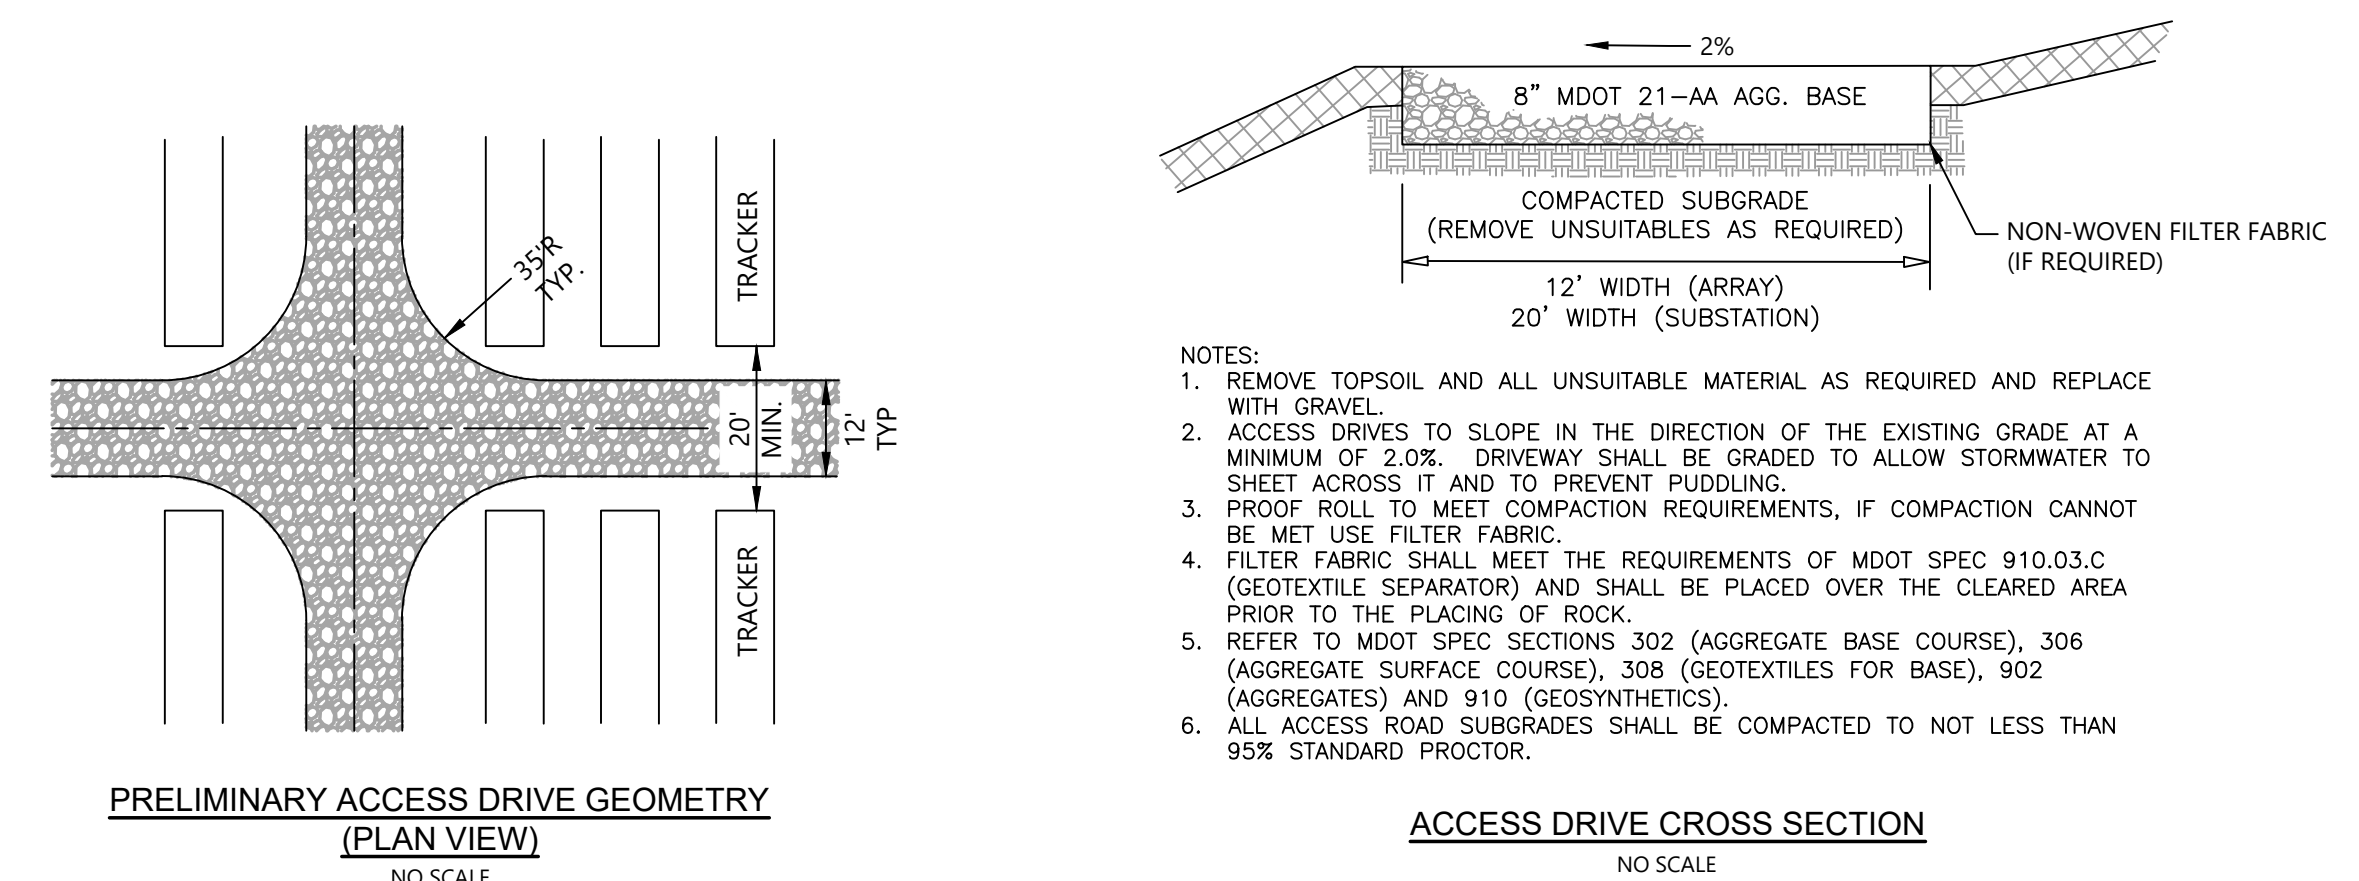 35'R
TYP.
TRACKER
20'
MIN.
12'
TYP
TRACKER
PRELIMINARY ACCESS DRIVE GEOMETRY
(PLAN VIEW)
NO SCALE
2%
8" MDOT 21-AA AGG. BASE
COMPACTED SUBGRADE
(REMOVE UNSUITABLES AS REQUIRED)
NON-WOVEN FILTER FABRIC
(IF REQUIRED)
12' WIDTH (ARRAY)
20' WIDTH (SUBSTATION)
NOTES:
1. REMOVE TOPSOIL AND ALL UNSUITABLE MATERIAL AS REQUIRED AND REPLACE
WITH GRAVEL.
2. ACCESS DRIVES TO SLOPE IN THE DIRECTION OF THE EXISTING GRADE AT A
MINIMUM OF 2.0%. DRIVEWAY SHALL BE GRADED TO ALLOW STORMWATER TO
SHEET ACROSS IT AND TO PREVENT PUDDLING.
3. PROOF ROLL TO MEET COMPACTION REQUIREMENTS, IF COMPACTION CANNOT
BE MET USE FILTER FABRIC.
4. FILTER FABRIC SHALL MEET THE REQUIREMENTS OF MDOT SPEC 910.03.C
(GEOTEXTILE SEPARATOR) AND SHALL BE PLACED OVER THE CLEARED AREA
PRIOR TO THE PLACING OF ROCK.
5. REFER TO MDOT SPEC SECTIONS 302 (AGGREGATE BASE COURSE), 306
(AGGREGATE SURFACE COURSE), 308 (GEOTEXTILES FOR BASE), 902
(AGGREGATES) AND 910 (GEOSYNTHETICS).
6. ALL ACCESS ROAD SUBGRADES SHALL BE COMPACTED TO NOT LESS THAN
95% STANDARD PROCTOR.
ACCESS DRIVE CROSS SECTION
NO SCALE